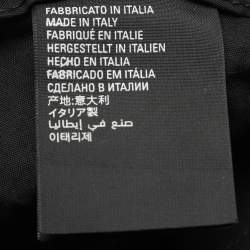 FABBRICATO IN ITALIA
MADE IN ITALY
FABRIQUÉ EN ITALIE
HERGESTELLT IN ITALIEN
HECHO EN ITALIA
FABRICADO EM ITÁLIA
СДЕЛАНО В ИТАЛИИ
产地:意大利
イタリア製
صنع في إيطاليا
이태리제